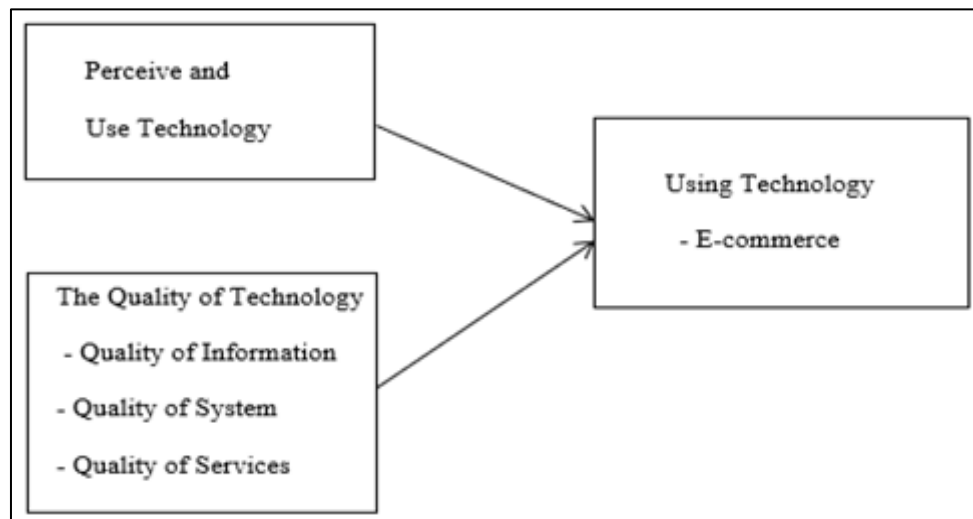 Perceive and
Use Technology
Using Technology
- E-commerce
The Quality of Technology
- Quality of Information
- Quality of System
- Quality of Services